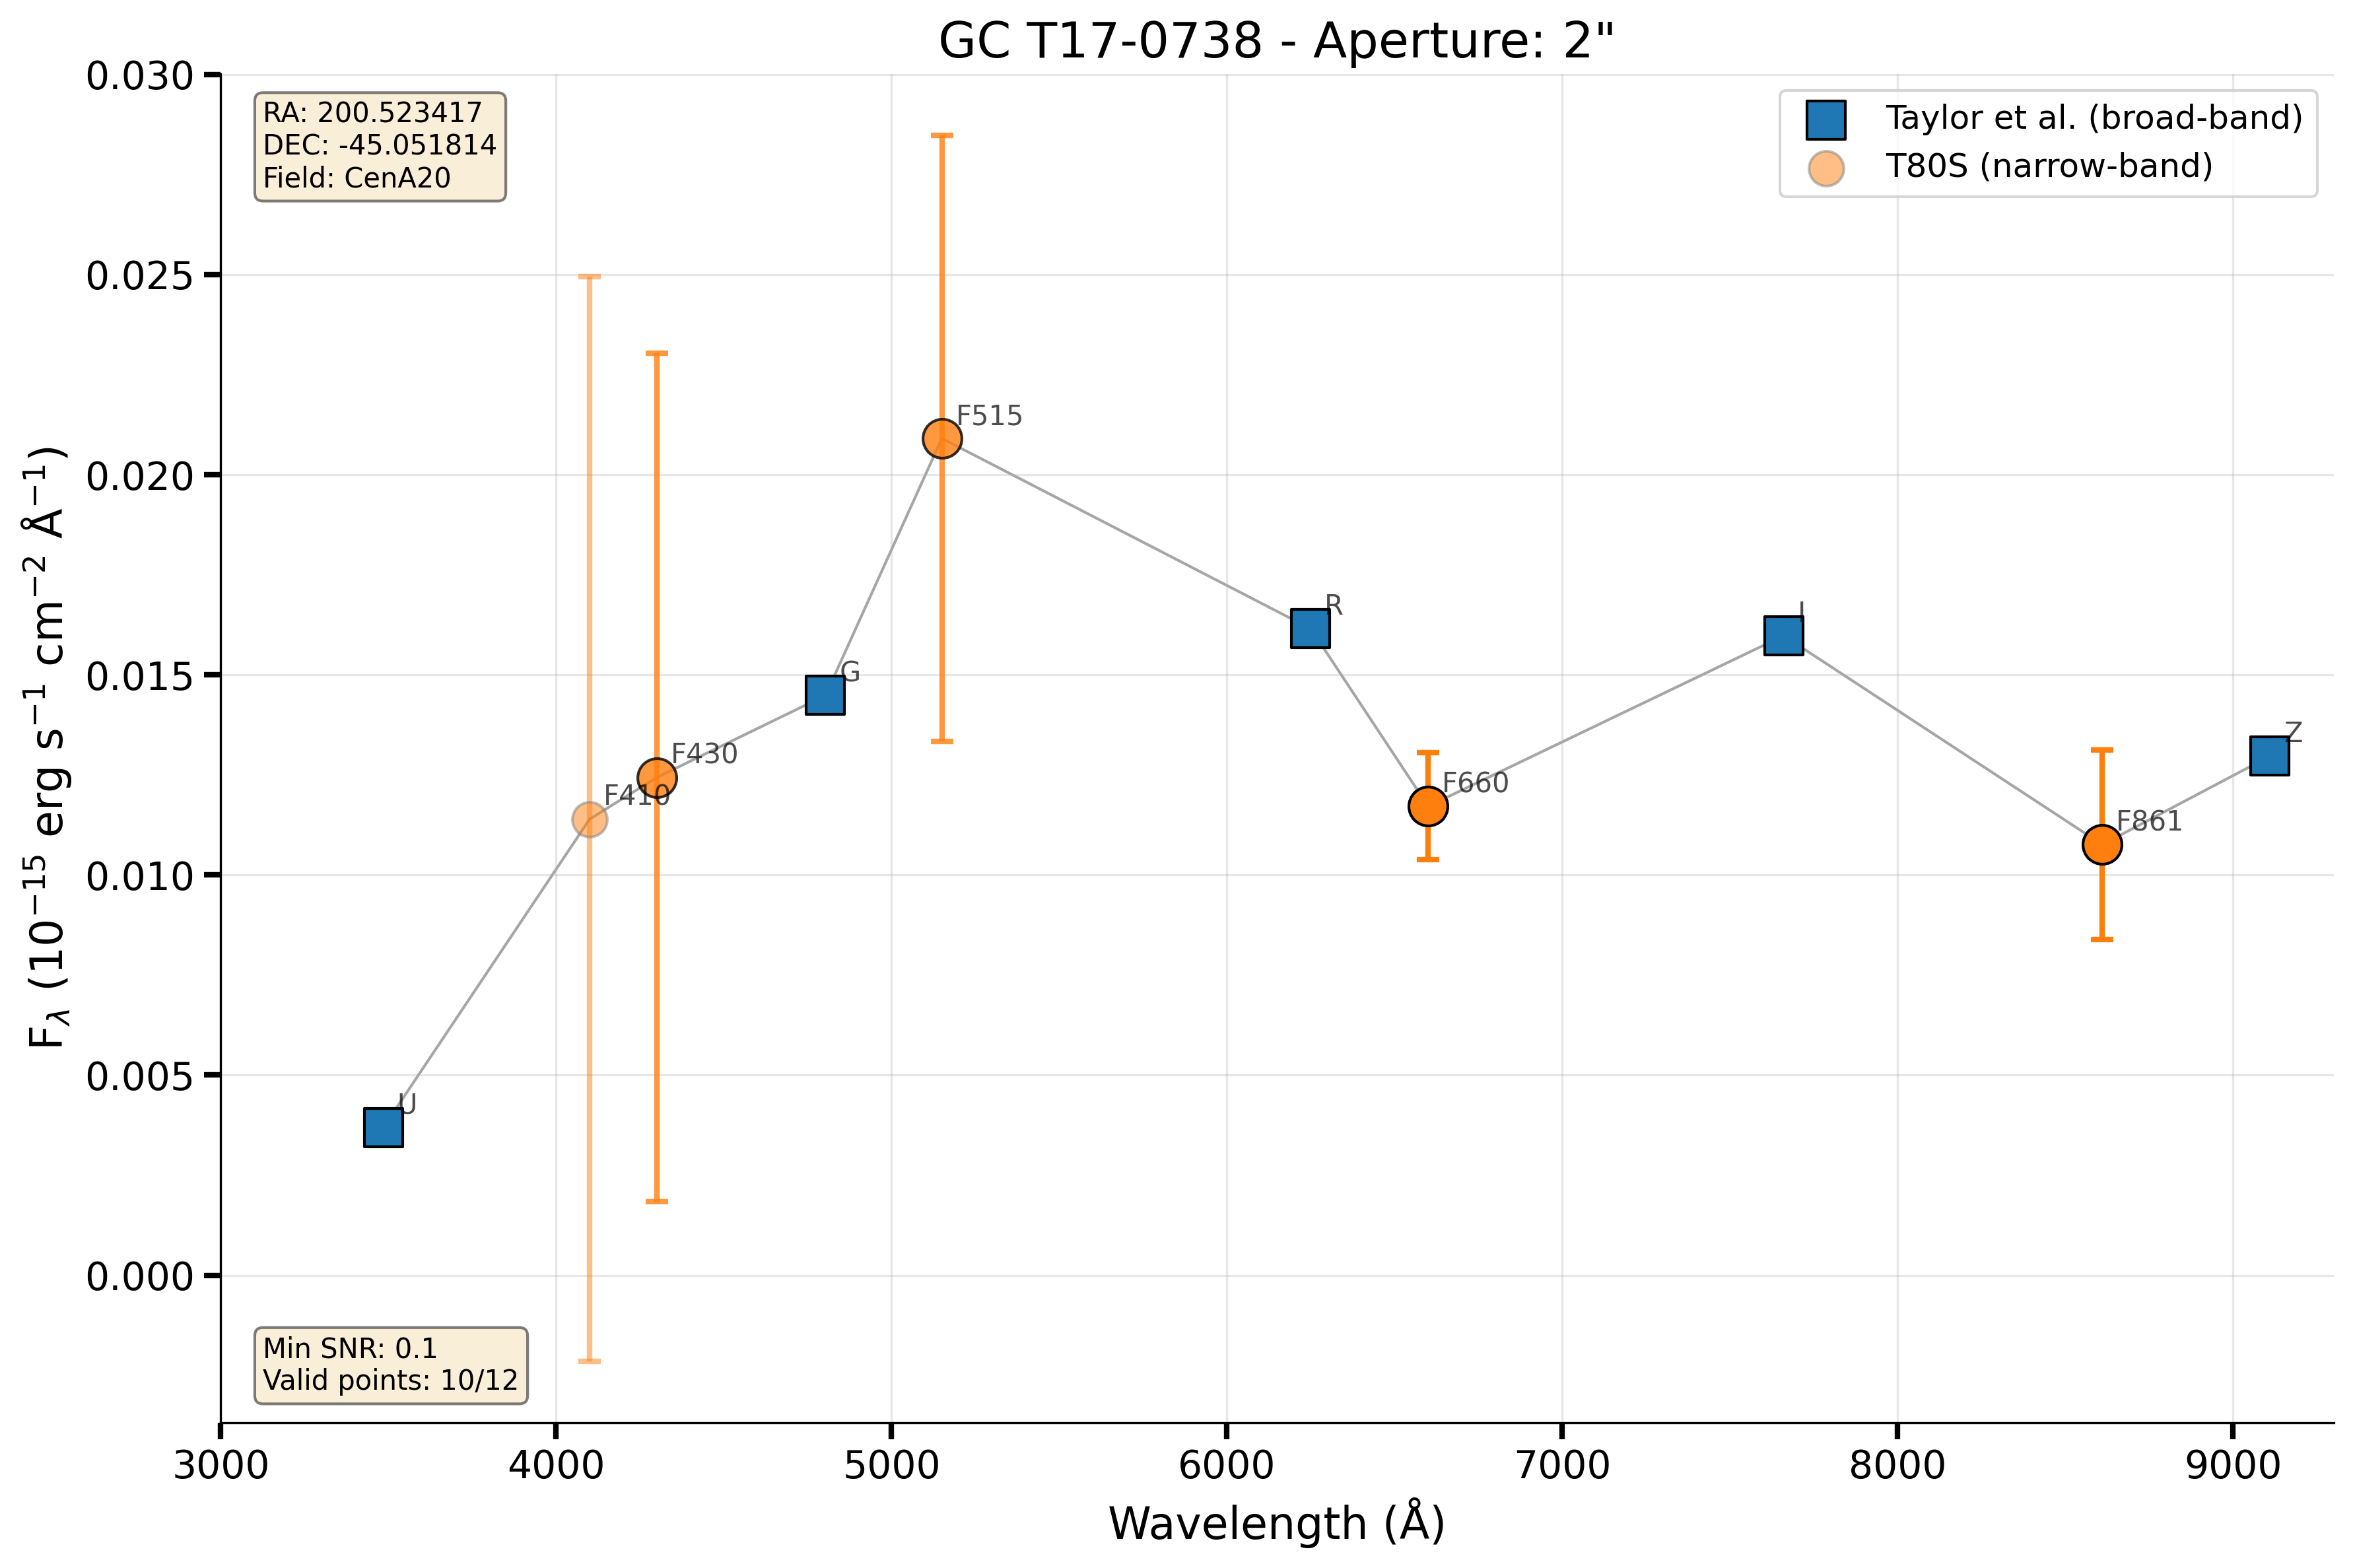 GC T17-0738 - Aperture: 2"
RA: 200.523417
DEC: -45.051814
Field: CenA20
Taylor et al. (broad-band)
T80S (narrow-band)
F_λ (10⁻¹⁵ erg s⁻¹ cm⁻² Å⁻¹)
0.030
0.025
0.020
0.015
0.010
0.005
0.000
U
F410
F430
G
F515
R
F660
I
F861
Z
Min SNR: 0.1
Valid points: 10/12
3000 4000 5000 6000 7000 8000 9000
Wavelength (Å)